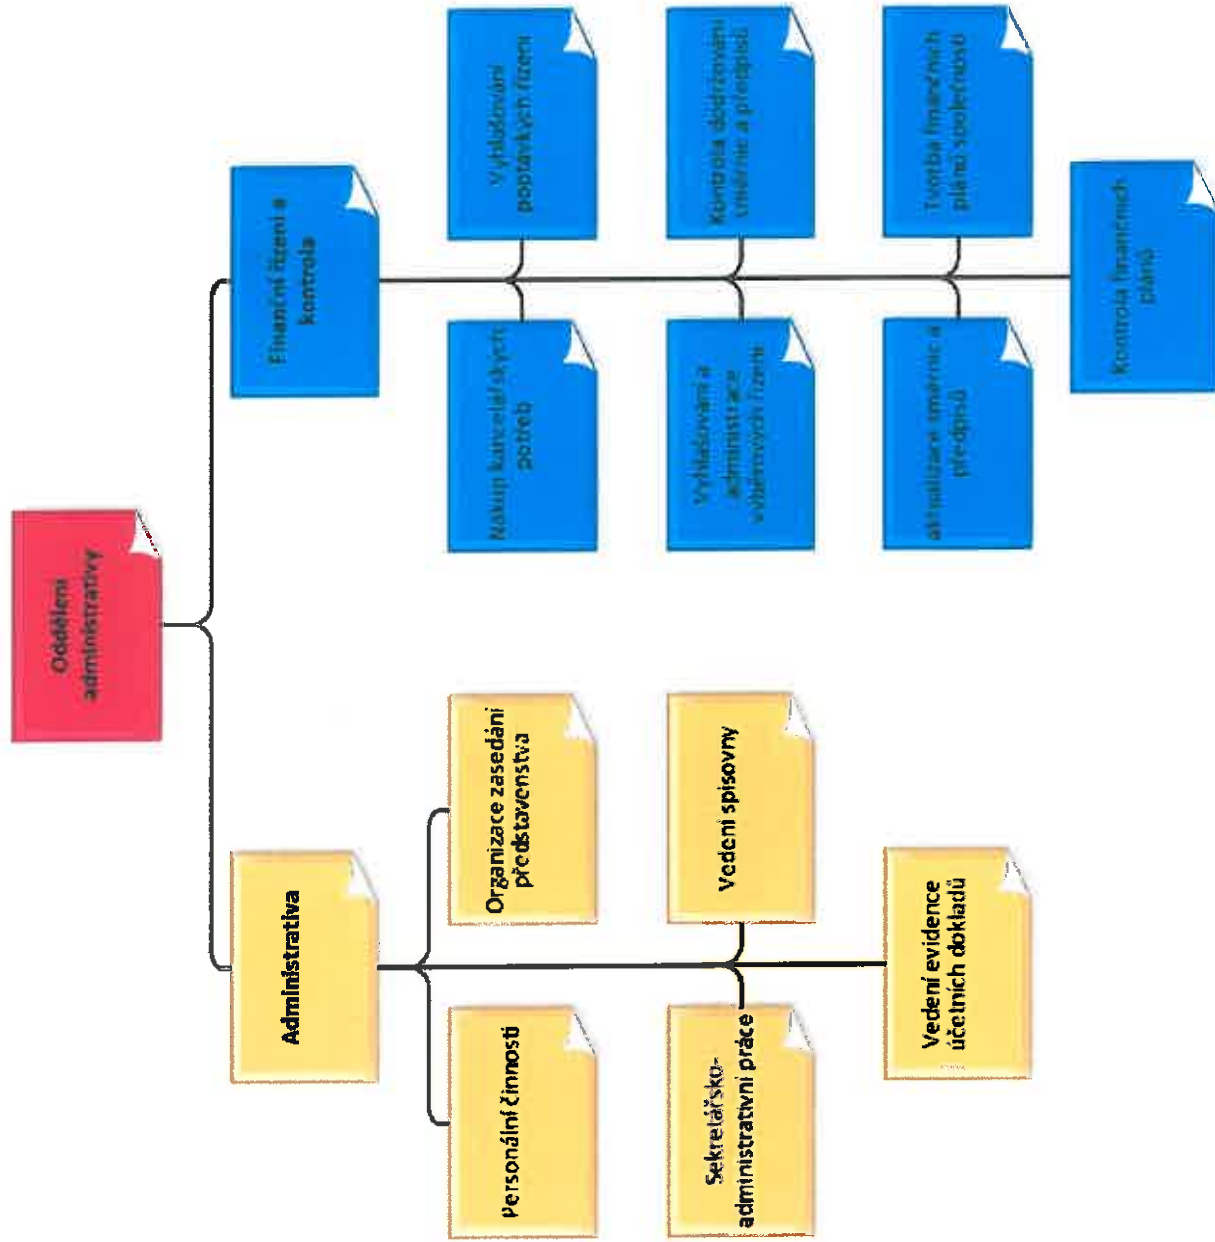 Oddělení
administrativy
Administrativa
Personální činnosti
Organizace zasedání
představenstva
Sekretářsko-
administrativní práce
Vedení spisovny
Vedení evidence
účetních dokladů
Finanční řízení a
kontrola
Nákup kancelářských
potřeb
Vyhlašování
poptávkých řízení
Vyhlašování a
administrace
výběrových řízení
Kontrola dodržování
směrnic a předpisů
aktualizace směrnic a
předpisů
Tvorba finančních
plánů společnosti
Kontrola finančních
plánů